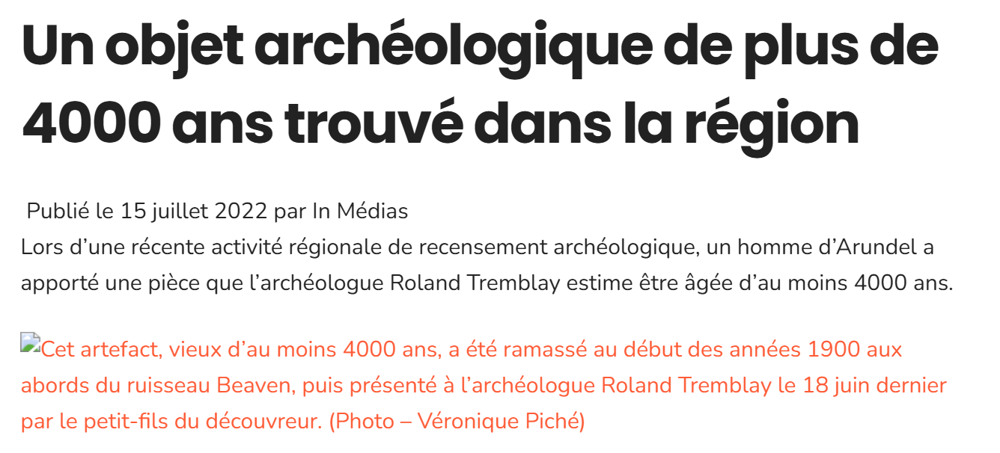 Un objet archéologique de plus de
4000 ans trouvé dans la région
Publié le 15 juillet 2022 par In Médias
Lors d’une récente activité régionale de recensement archéologique, un homme d’Arundel a
apporté une pièce que l’archéologue Roland Tremblay estime être âgée d’au moins 4000 ans.
Cet artefact, vieux d’au moins 4000 ans, a été ramassé au début des années 1900 aux
abords du ruisseau Beaven, puis présenté à l’archéologue Roland Tremblay le 18 juin dernier
par le petit-fils du découvreur. (Photo – Véronique Piché)